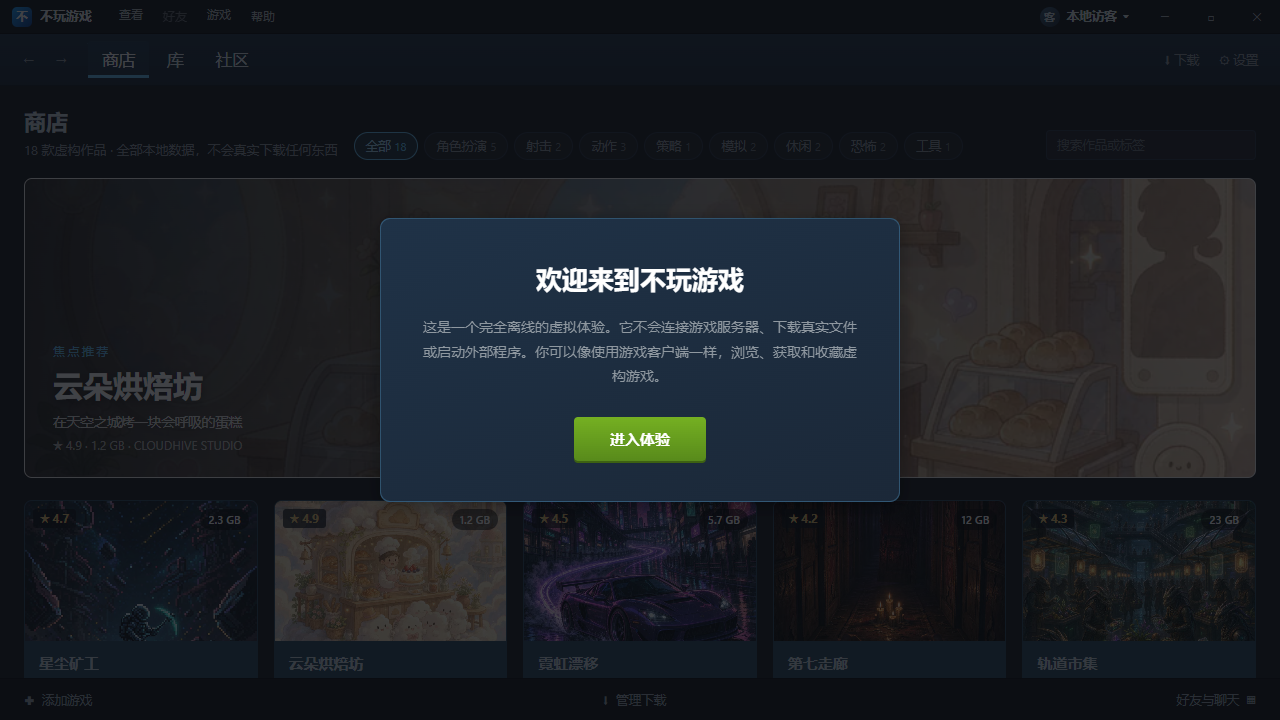 不 不玩游戏 查看 好友 游戏 帮助 客 本地访客
← → 商店 库 社区 下载 设置
商店
18 款虚构作品 · 全部本地数据，不会真实下载任何东西
全部 18 角色扮演 5 射击 2 动作 3 策略 1 模拟 2 休闲 2 恐怖 2 工具 1
搜索作品或标签
欢迎来到不玩游戏
这是一个完全离线的虚拟体验。它不会连接游戏服务器、下载真实文件
或启动外部程序。你可以像使用游戏客户端一样，浏览、获取和收藏虚
构游戏。
进入体验
焦点推荐
云朵烘焙坊
在天空之城烤一块会呼吸的蛋糕
★ 4.9 · 1.2 GB · CLOUDHIVE STUDIO
★ 4.7 2.3 GB
星尘矿工
★ 4.9 1.2 GB
云朵烘焙坊
★ 4.5 5.7 GB
霓虹漂移
★ 4.2 12 GB
第七走廊
★ 4.3 23 GB
轨道市集
添加游戏 管理下载 好友与聊天